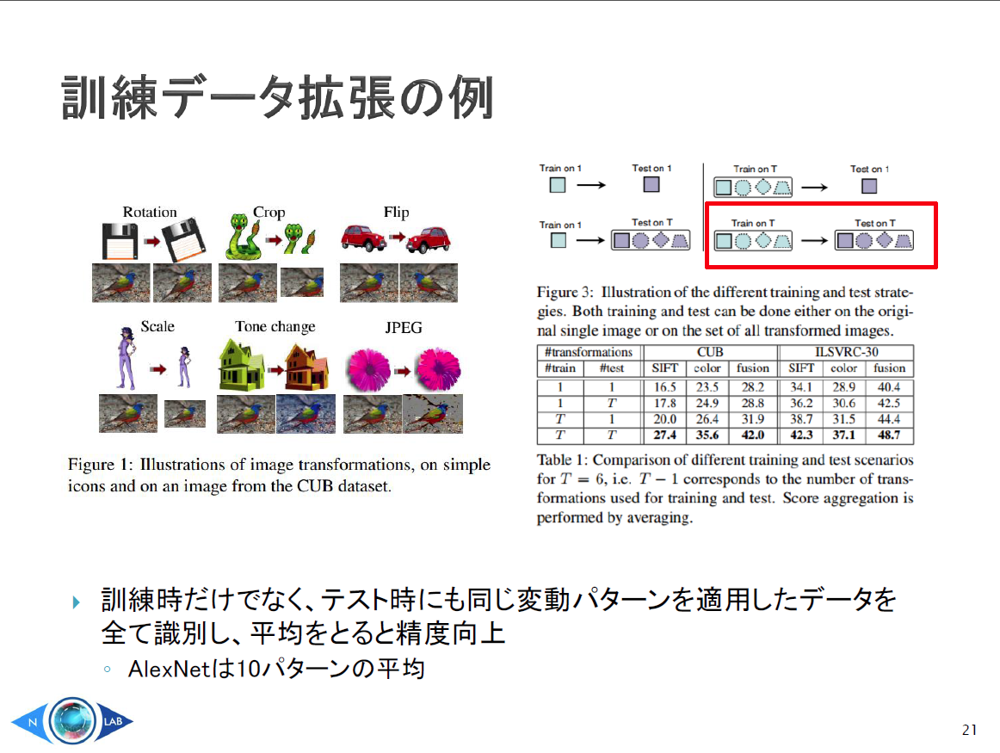 訓練データ拡張の例
Rotation
Crop
Flip
Scale
Tone change
JPEG
Figure 1: Illustrations of image transformations, on simple
icons and on an image from the CUB dataset.
Train on 1
Test on 1
Train on T
Test on 1
Train on 1
Test on T
Train on T
Test on T
Figure 3: Illustration of the different training and test strate-
gies. Both training and test can be done either on the origi-
nal single image or on the set of all transformed images.
#transformations CUB ILSVRC-30
#train #test SIFT color fusion SIFT color fusion
1 1 16.5 23.5 28.2 34.1 28.9 40.4
1 T 17.8 24.9 28.8 36.2 30.6 42.5
T 1 20.0 26.4 31.9 38.7 31.5 44.4
T T 27.4 35.6 42.0 42.3 37.1 48.7
Table 1: Comparison of different training and test scenarios
for T = 6, i.e. T − 1 corresponds to the number of trans-
formations used for training and test. Score aggregation is
performed by averaging.
訓練時だけでなく、テスト時にも同じ変動パターンを適用したデータを
全て識別し、平均をとると精度向上
AlexNetは10パターンの平均
N LAB
21